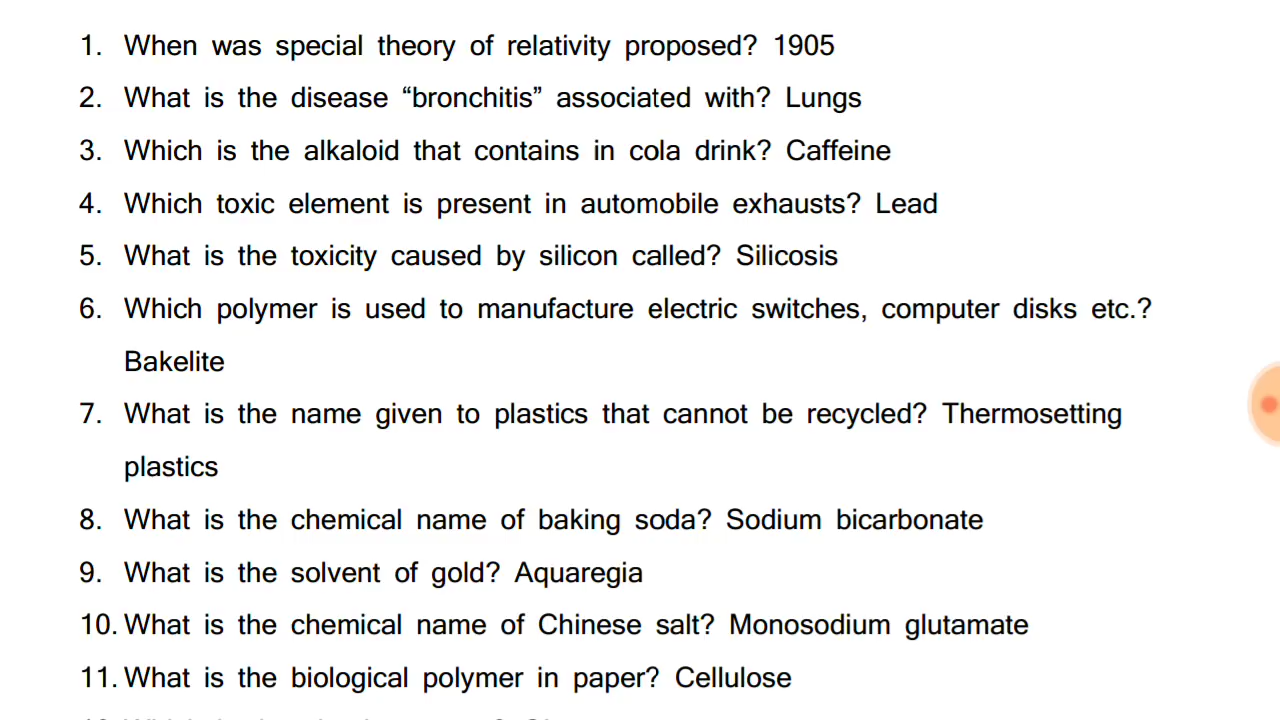 1. When was special theory of relativity proposed? 1905
2. What is the disease “bronchitis” associated with? Lungs
3. Which is the alkaloid that contains in cola drink? Caffeine
4. Which toxic element is present in automobile exhausts? Lead
5. What is the toxicity caused by silicon called? Silicosis
6. Which polymer is used to manufacture electric switches, computer disks etc.?
Bakelite
7. What is the name given to plastics that cannot be recycled? Thermosetting
plastics
8. What is the chemical name of baking soda? Sodium bicarbonate
9. What is the solvent of gold? Aquaregia
10. What is the chemical name of Chinese salt? Monosodium glutamate
11. What is the biological polymer in paper? Cellulose